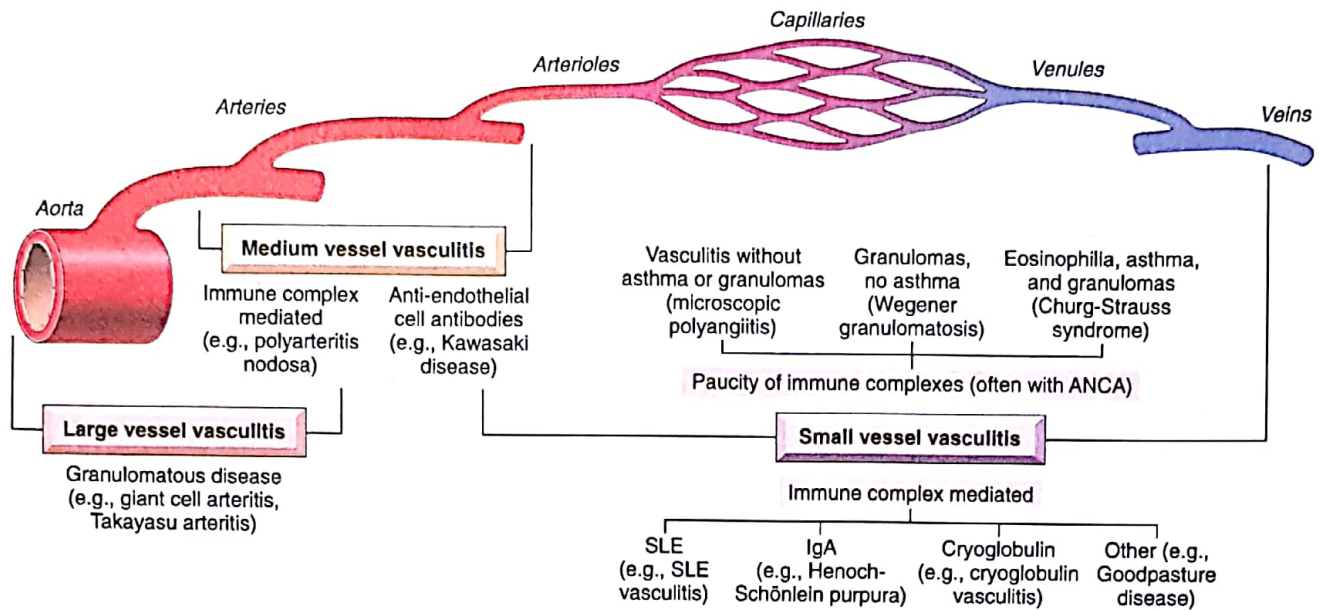 Capillaries
Arterioles
Venules
Arteries
Veins
Aorta
Medium vessel vasculitis
Immune complex
mediated
(e.g., polyarteritis
nodosa)
Anti-endothelial
cell antibodies
(e.g., Kawasaki
disease)
Vasculitis without
asthma or granulomas
(microscopic
polyangiitis)
Granulomas,
no asthma
(Wegener
granulomatosis)
Eosinophilia, asthma,
and granulomas
(Churg-Strauss
syndrome)
Paucity of immune complexes (often with ANCA)
Large vessel vasculitis
Granulomatous disease
(e.g., giant cell arteritis,
Takayasu arteritis)
Small vessel vasculitis
Immune complex mediated
SLE
(e.g., SLE
vasculitis)
IgA
(e.g., Henoch-
Schönlein purpura)
Cryoglobulin
(e.g., cryoglobulin
vasculitis)
Other (e.g.,
Goodpasture
disease)